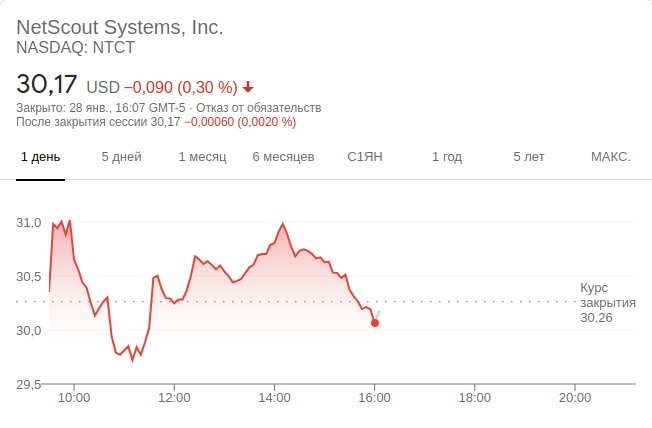 NetScout Systems, Inc.
NASDAQ: NTCT
30,17 USD −0,090 (0,30 %)
Закрыто: 28 янв., 16:07 GMT-5 · Отказ от обязательств
После закрытия сессии 30,17 −0,00060 (0,0020 %)
1 день 5 дней 1 месяц 6 месяцев С1ЯН 1 год 5 лет МАКС.
31,0
30,5
Курс
закрытия
30,26
30,0
29,5
10:00 12:00 14:00 16:00 18:00 20:00